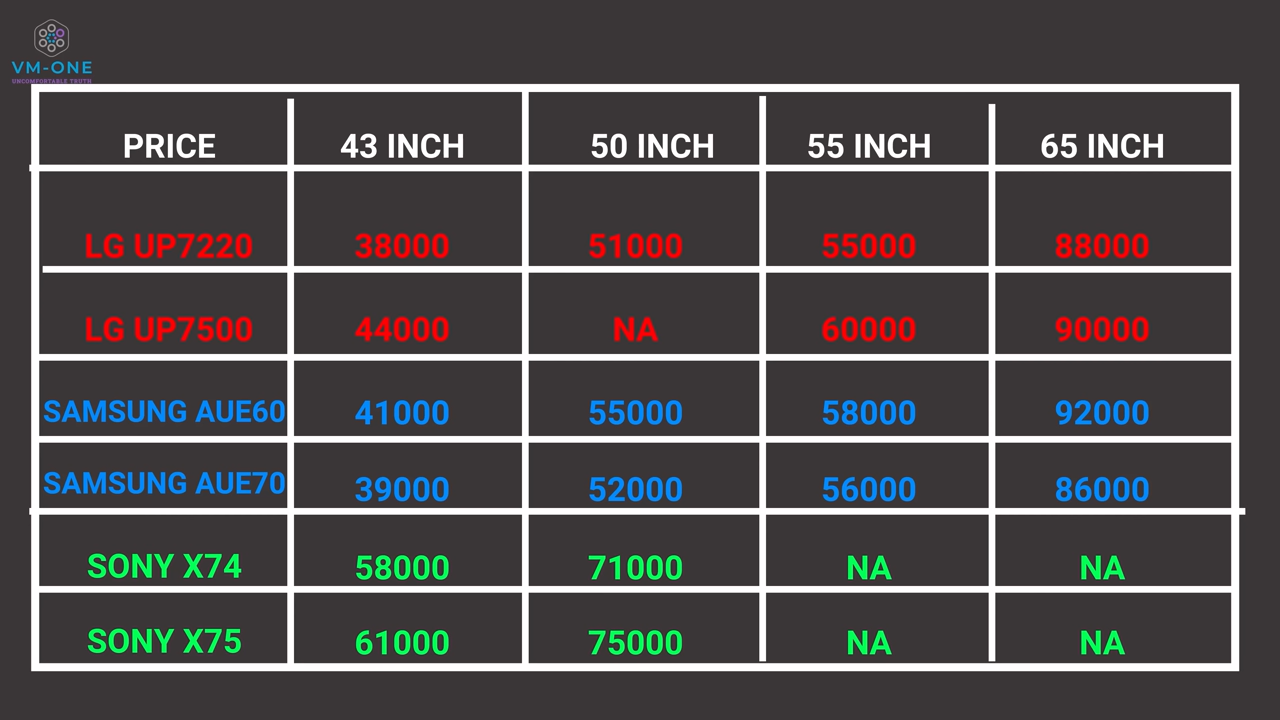 VM-ONE
UNCOMFORTABLE TRUTH
PRICE 43 INCH 50 INCH 55 INCH 65 INCH
LG UP7220 38000 51000 55000 88000
LG UP7500 44000 NA 60000 90000
SAMSUNG AUE60 41000 55000 58000 92000
SAMSUNG AUE70 39000 52000 56000 86000
SONY X74 58000 71000 NA NA
SONY X75 61000 75000 NA NA